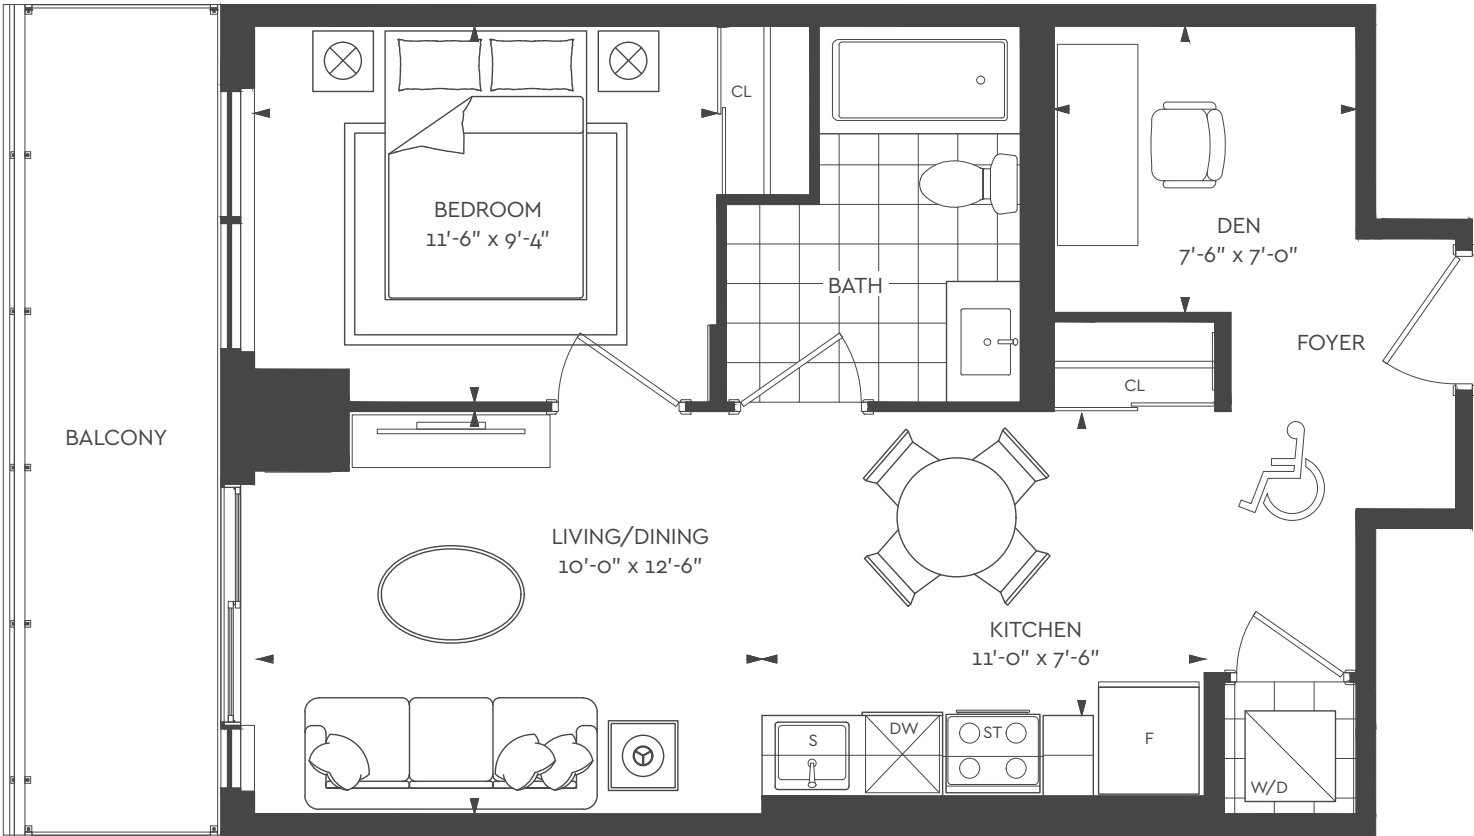 CL
BEDROOM
11'-6" x 9'-4"
DEN
7'-6" x 7'-0"
BATH
FOYER
CL
BALCONY
LIVING/DINING
10'-0" x 12'-6"
KITCHEN
11'-0" x 7'-6"
S
DW
ST
F
W/D